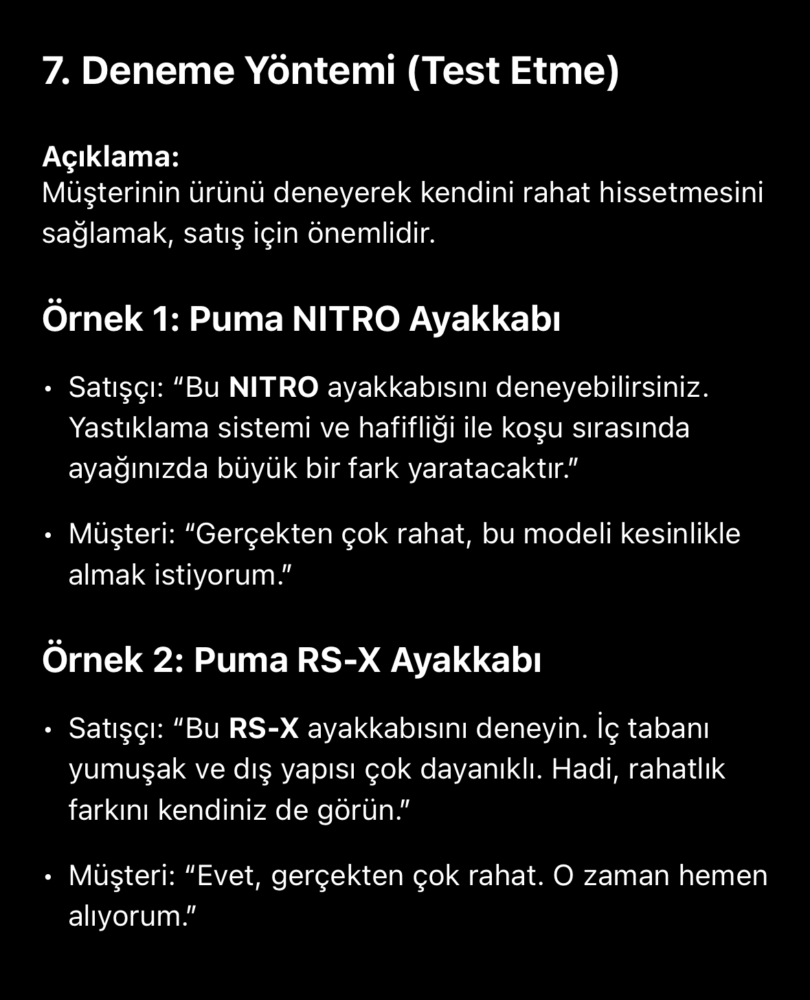 7. Deneme Yöntemi (Test Etme)
Açıklama:
Müşterinin ürünü deneyerek kendini rahat hissetmesini
sağlamak, satış için önemlidir.
Örnek 1: Puma NITRO Ayakkabı
• Satışçı: “Bu NITRO ayakkabısını deneyebilirsiniz.
Yastıklama sistemi ve hafifliği ile koşu sırasında
ayağınızda büyük bir fark yaratacaktır.”
• Müşteri: “Gerçekten çok rahat, bu modeli kesinlikle
almak istiyorum.”
Örnek 2: Puma RS-X Ayakkabı
• Satışçı: “Bu RS-X ayakkabısını deneyin. İç tabanı
yumuşak ve dış yapısı çok dayanıklı. Hadi, rahatlık
farkını kendiniz de görün.”
• Müşteri: “Evet, gerçekten çok rahat. O zaman hemen
alıyorum.”